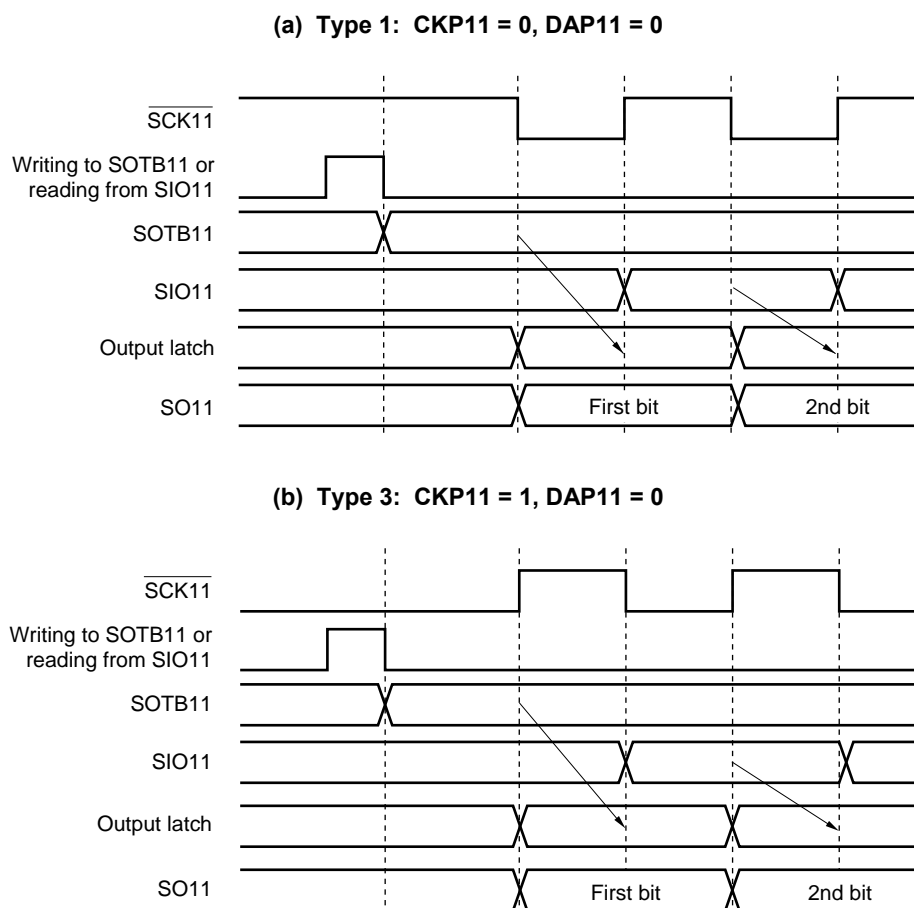 (a) Type 1: CKP11 = 0, DAP11 = 0
SCK11
Writing to SOTB11 or
reading from SIO11
SOTB11
SIO11
Output latch
SO11
First bit
2nd bit
(b) Type 3: CKP11 = 1, DAP11 = 0
SCK11
Writing to SOTB11 or
reading from SIO11
SOTB11
SIO11
Output latch
SO11
First bit
2nd bit